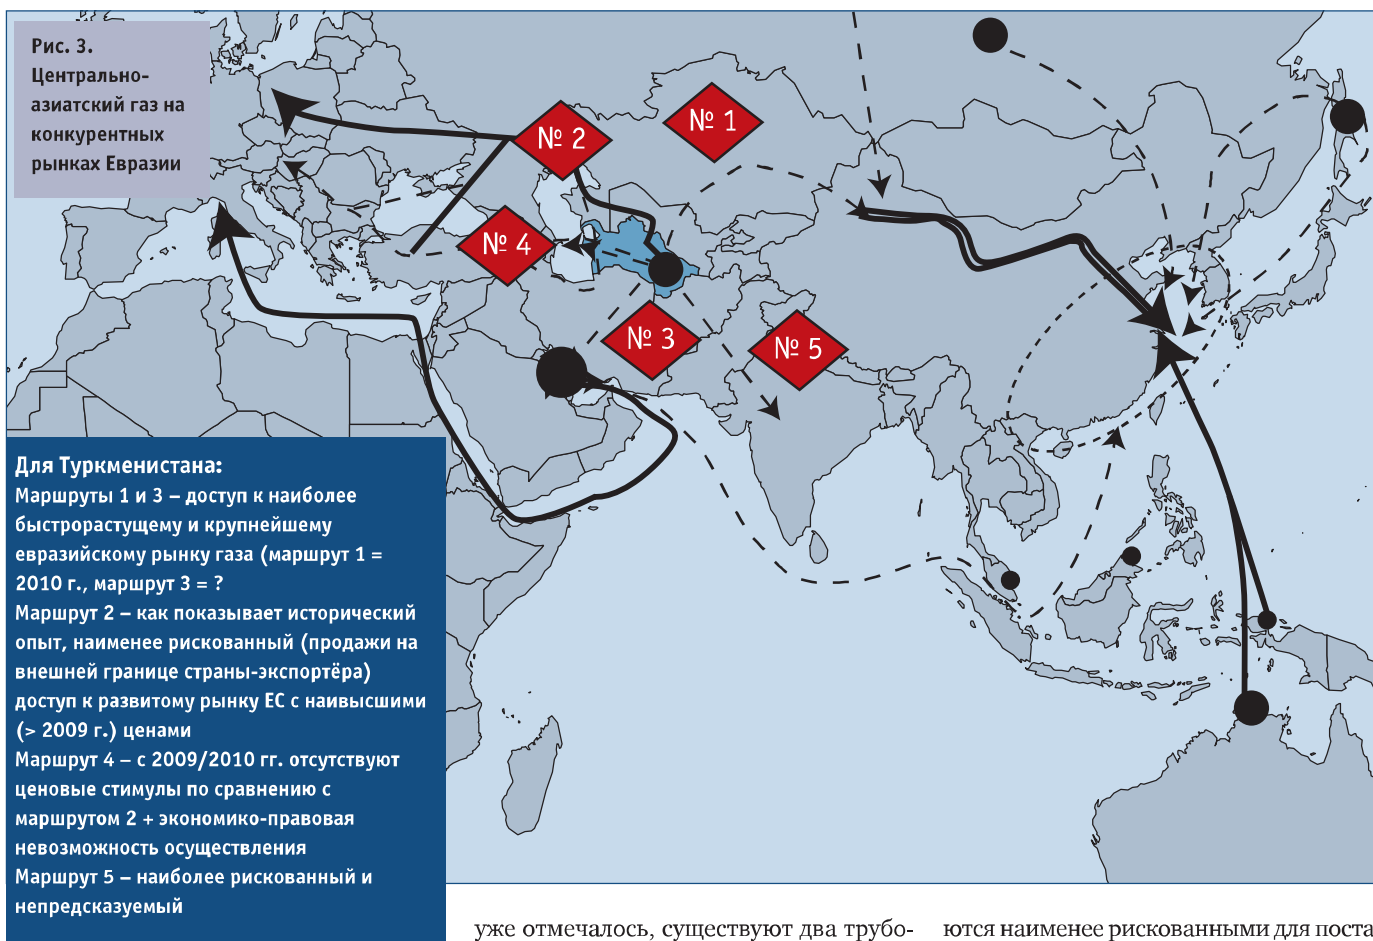 Рис. 3.
Центрально-
азиатский газ на
конкурентных
рынках Евразии
№ 1
№ 2
№ 4
№ 3
№ 5
Для Туркменистана:
Маршруты 1 и 3 – доступ к наиболее
быстрорастущему и крупнейшему
евразийскому рынку газа (маршрут 1 =
2010 г., маршрут 3 = ?
Маршрут 2 – как показывает исторический
опыт, наименее рискованный (продажи на
внешней границе страны-экспортёра)
доступ к развитому рынку ЕС с наивысшими
(> 2009 г.) ценами
Маршрут 4 – с 2009/2010 гг. отсутствуют
ценовые стимулы по сравнению с
маршрутом 2 + экономико-правовая
невозможность осуществления
Маршрут 5 – наиболее рискованный и
непредсказуемый
уже отмечалось, существуют два трубо-
ются наименее рискованными для поста